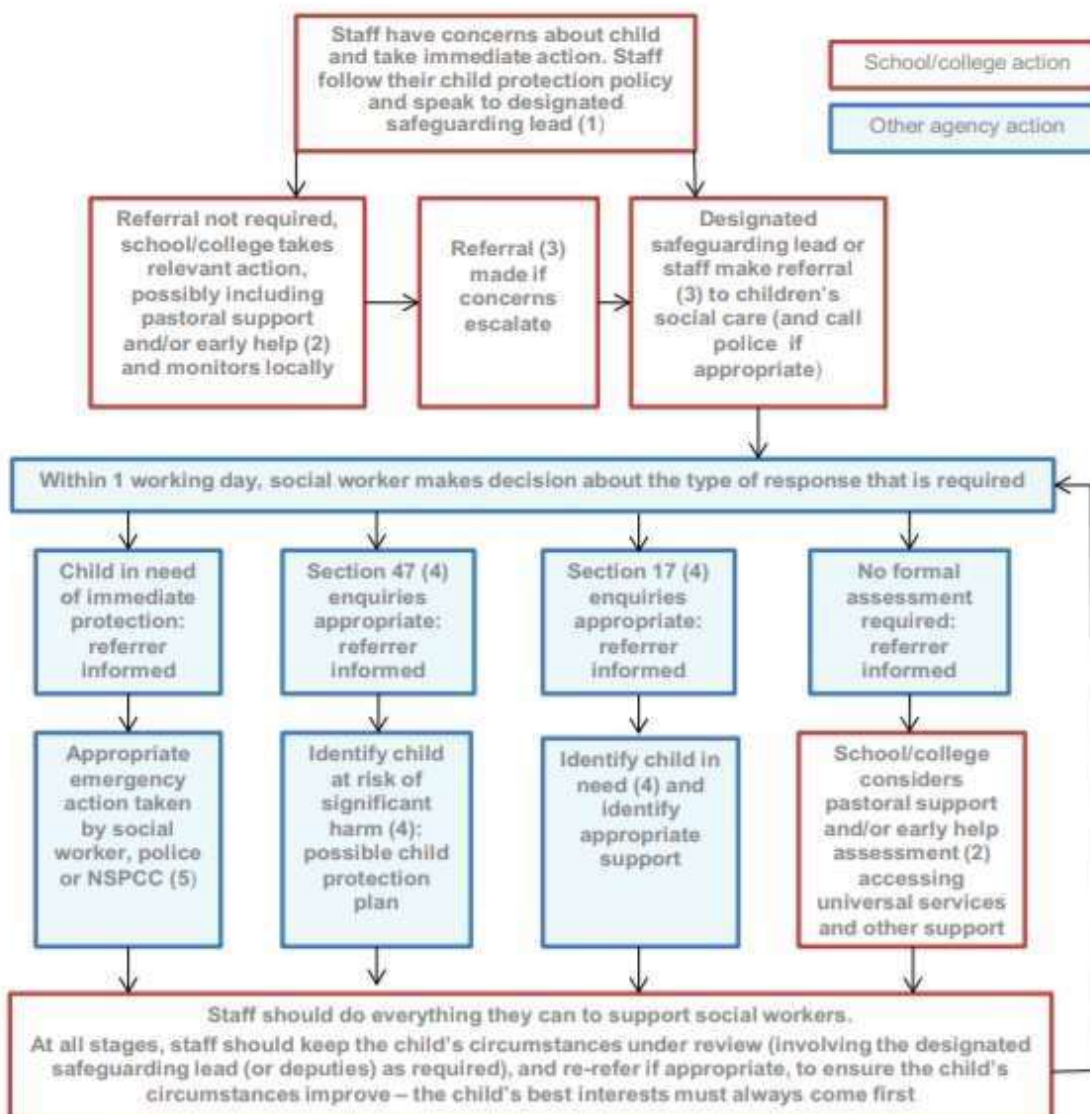 Staff have concerns about child
and take immediate action. Staff
follow their child protection policy
and speak to designated
safeguarding lead (1)
School/college action
Other agency action
Referral not required,
school/college takes
relevant action,
possibly including
pastoral support
and/or early help (2)
and monitors locally
Referral (3)
made if
concerns
escalate
Designated
safeguarding lead or
staff make referral
(3) to children's
social care (and call
police if
appropriate)
Within 1 working day, social worker makes decision about the type of response that is required
Child in need
of immediate
protection:
referrer
informed
Section 47 (4)
enquiries
appropriate:
referrer
informed
Section 17 (4)
enquiries
appropriate:
referrer
informed
No formal
assessment
required:
referrer
informed
Appropriate
emergency
action taken
by social
worker, police
or NSPCC (5)
Identify child
at risk of
significant
harm (4):
possible child
protection
plan
Identify child in
need (4) and
identify
appropriate
support
School/college
considers
pastoral support
and/or early help
assessment (2)
accessing
universal services
and other support
Staff should do everything they can to support social workers.
At all stages, staff should keep the child's circumstances under review (involving the designated
safeguarding lead (or deputies) as required), and re-refer if appropriate, to ensure the child's
circumstances improve – the child's best interests must always come first